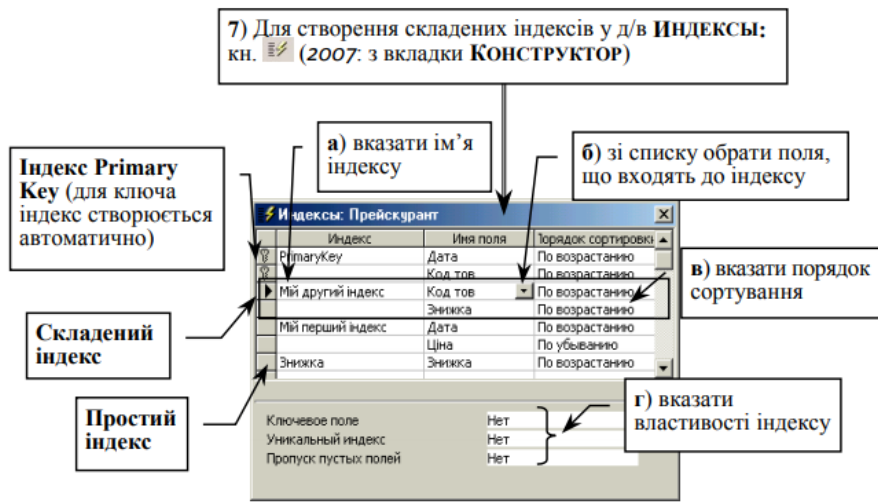 7) Для створення складених індексів у д/в ИНДЕКСЫ:
кн. (2007: з вкладки КОНСТРУКТОР)
а) вказати ім’я
індексу
б) зі списку обрати поля,
що входять до індексу
Індекс Primary
Key (для ключа
індекс створюється
автоматично)
Индексы: Прейскурант
Индекс Имя поля Порядок сортировки
PrimaryKey Дата По возрастанию
Код тов По возрастанию
Мій другий індекс Код тов По возрастанию
Знижка По возрастанию
Мій перший індекс Дата По возрастанию
Ціна По убыванию
Знижка Знижка По возрастанию
в) вказати порядок
сортування
Складений
індекс
Простий
індекс
Ключевое поле Нет
Уникальный индекс Нет
Пропуск пустых полей Нет
г) вказати
властивості індексу